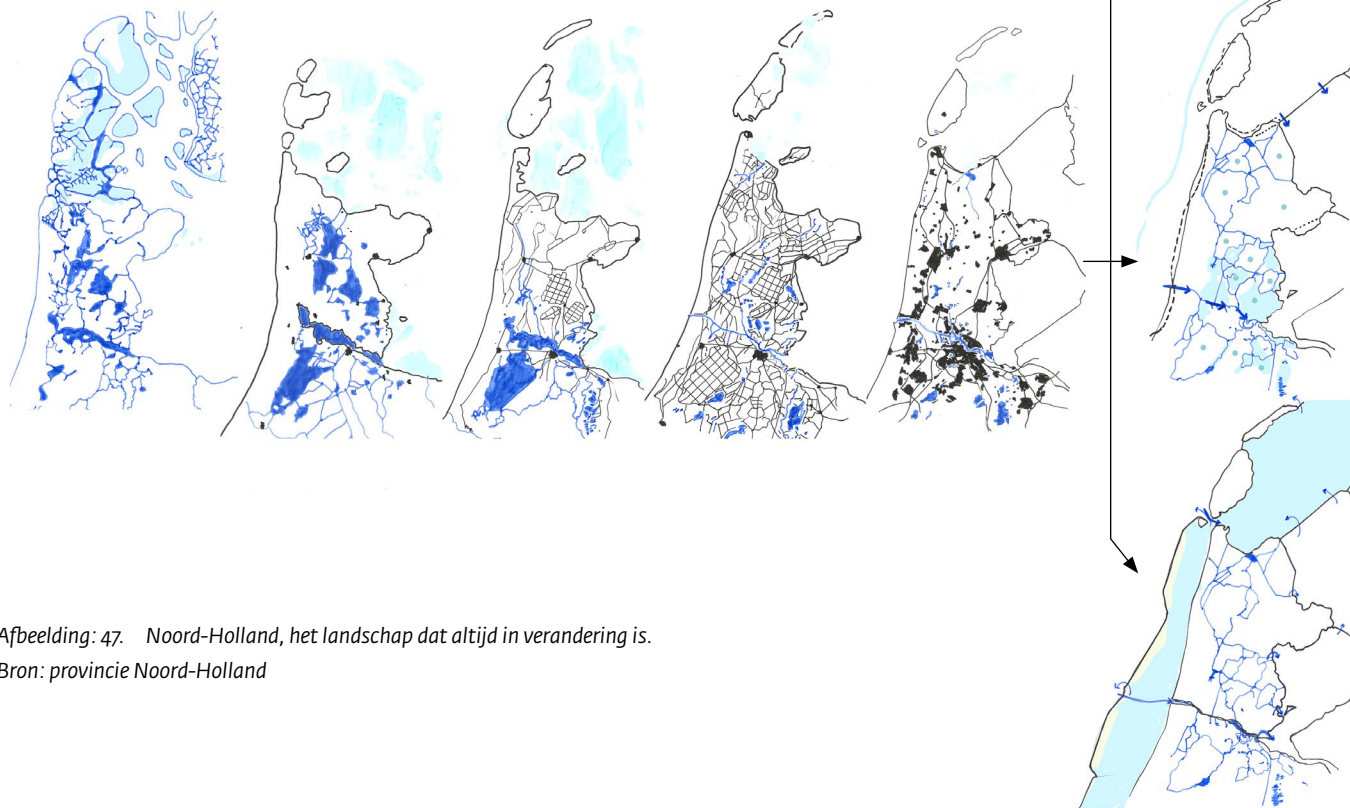 Afbeelding: 47. Noord-Holland, het landschap dat altijd in verandering is.
Bron: provincie Noord-Holland